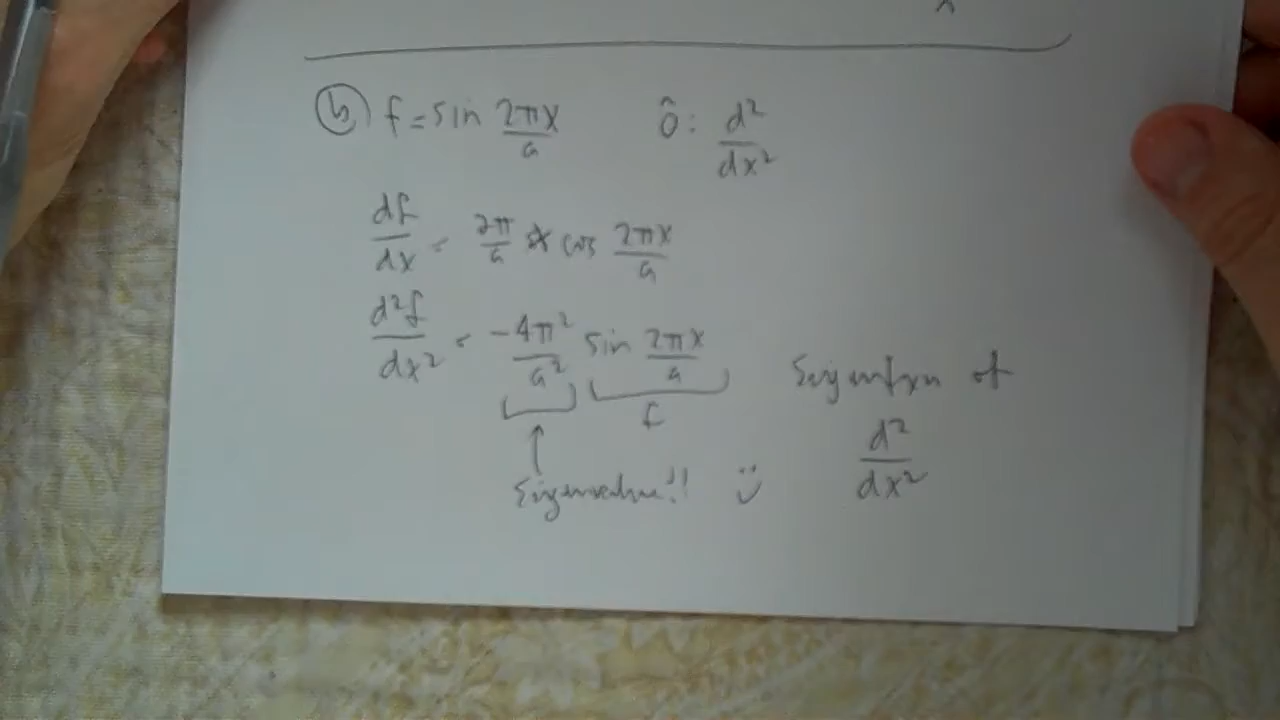 (b) f = sin 2πx/a   ô: d²/dx²
df/dx = 2π/a cos 2πx/a
d²f/dx² = -4π²/a² sin 2πx/a
f
Eigenfxn of
d²/dx²
Eigenvalue!! :)